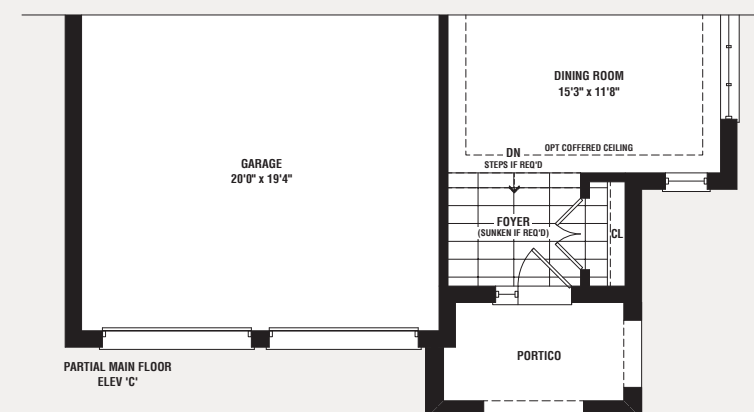 DINING ROOM
15'3" x 11'8"
OPT COFFERED CEILING
DN
STEPS IF REQ'D
GARAGE
20'0" x 19'4"
FOYER
(SUNKEN IF REQ'D)
CL
PORTICO
PARTIAL MAIN FLOOR
ELEV 'C'